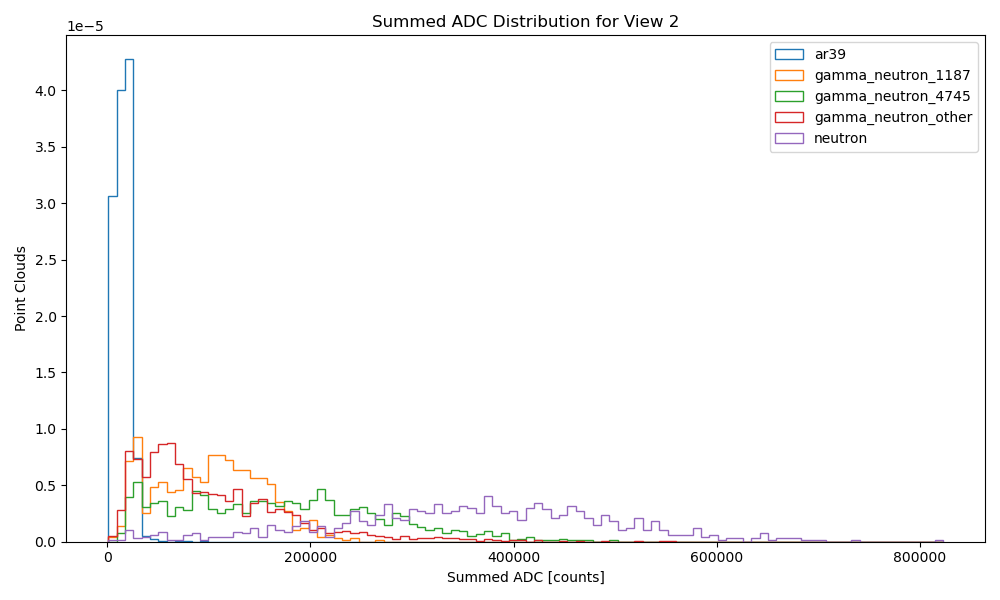 Summed ADC Distribution for View 2
1e−5
4.0
3.5
3.0
2.5
2.0
1.5
1.0
0.5
0.0
Point Clouds
ar39
gamma_neutron_1187
gamma_neutron_4745
gamma_neutron_other
neutron
0 200000 400000 600000 800000
Summed ADC [counts]